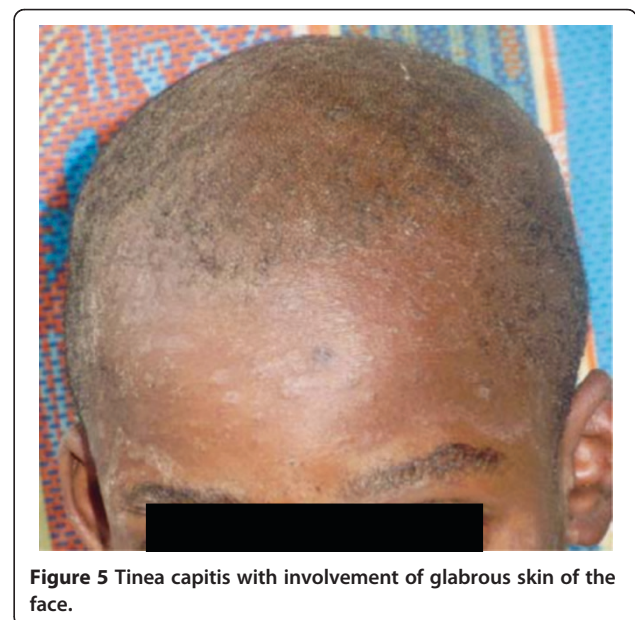 Figure 5 Tinea capitis with involvement of glabrous skin of the
face.